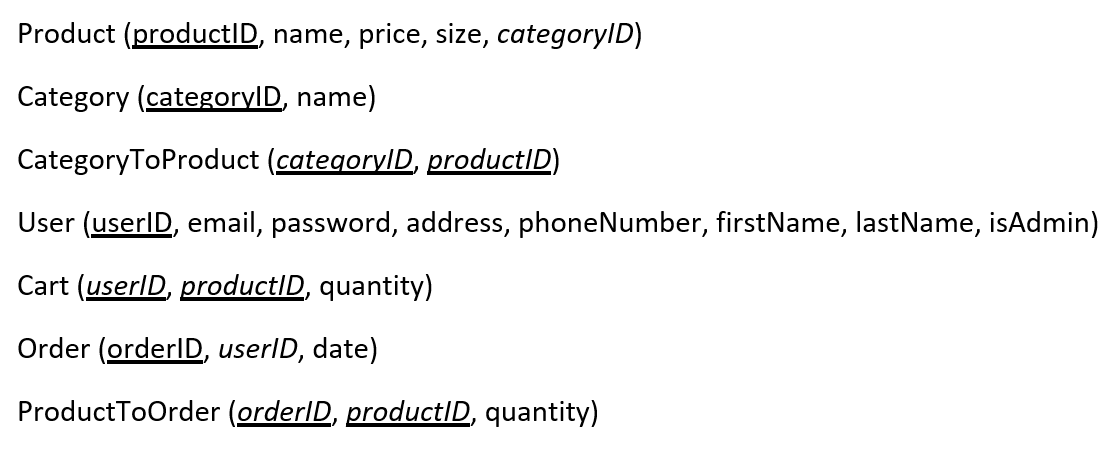 Product (productID, name, price, size, categoryID)
Category (categoryID, name)
CategoryToProduct (categoryID, productID)
User (userID, email, password, address, phoneNumber, firstName, lastName, isAdmin)
Cart (userID, productID, quantity)
Order (orderID, userID, date)
ProductToOrder (orderID, productID, quantity)